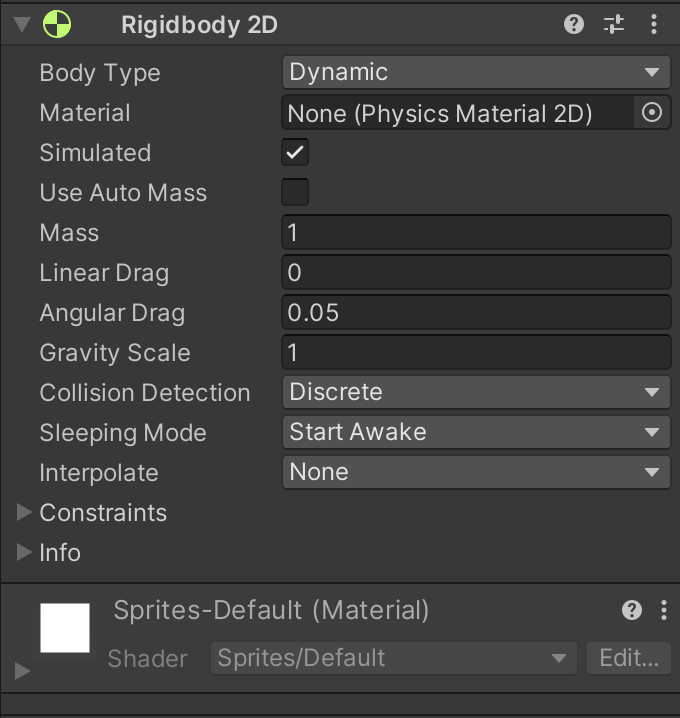 Rigidbody 2D
Body Type Dynamic
Material None (Physics Material 2D)
Simulated
Use Auto Mass
Mass 1
Linear Drag 0
Angular Drag 0.05
Gravity Scale 1
Collision Detection Discrete
Sleeping Mode Start Awake
Interpolate None
Constraints
Info
Sprites-Default (Material)
Shader Sprites/Default Edit...